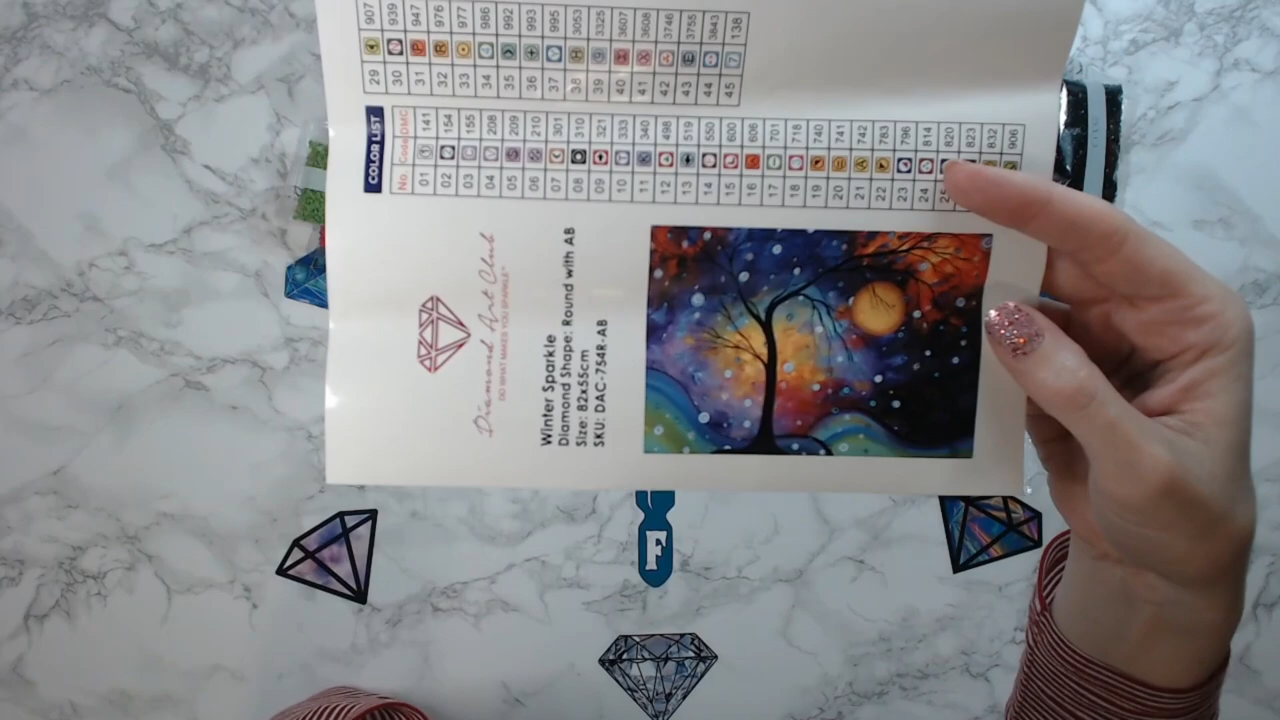 Diamond Art Club
DO WHAT MAKES YOU SPARKLE™
Winter Sparkle
Diamond Shape: Round with AB
Size: 82x55cm
SKU: DAC-754R-AB
COLOR LIST
No. Code DMC
01 141
02 154
03 155
04 208
05 209
06 210
07 301
08 310
09 321
10 333
11 340
12 498
13 519
14 550
15 600
16 606
17 701
18 718
19 740
20 741
21 742
22 783
23 796
24 814
820
823
832
906
29 907
30 N 939
31 P 947
32 R 976
33 977
34 986
35 992
36 993
37 995
38 H 3053
39 3325
40 3607
41 3608
42 3746
43 E 3755
44 3843
45 7 138
F